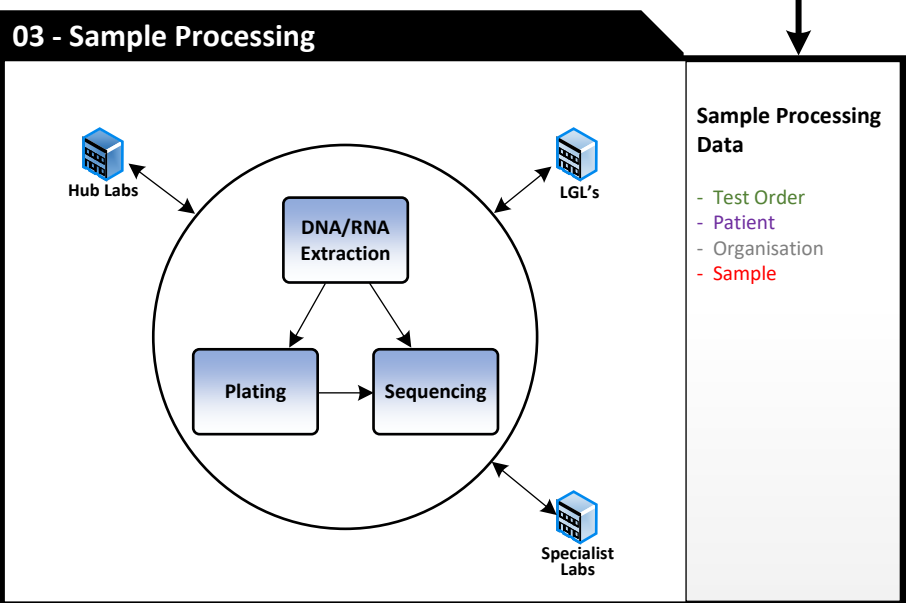 03 - Sample Processing
Hub Labs
LGL's
DNA/RNA
Extraction
Plating
Sequencing
Specialist
Labs
Sample Processing
Data
- Test Order
- Patient
- Organisation
- Sample